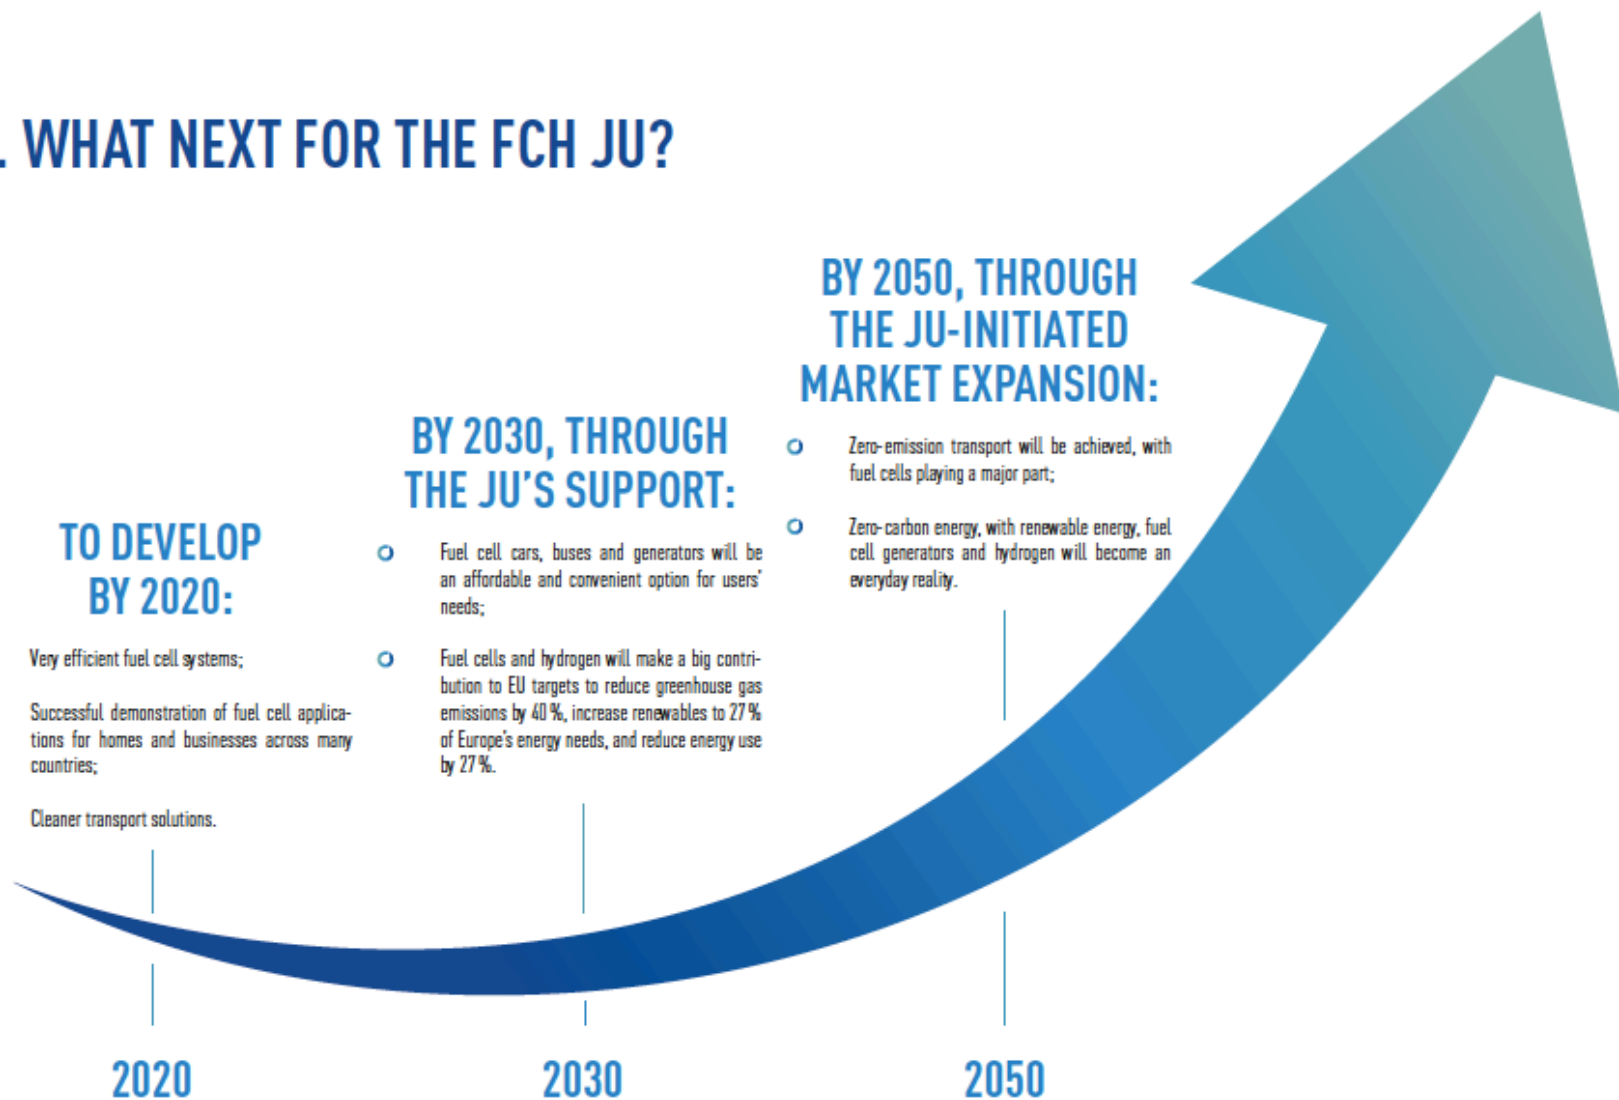 . WHAT NEXT FOR THE FCH JU?
TO DEVELOP
BY 2020:
Very efficient fuel cell systems;
Successful demonstration of fuel cell applica-
tions for homes and businesses across many
countries;
Cleaner transport solutions.
BY 2030, THROUGH
THE JU'S SUPPORT:
Fuel cell cars, buses and generators will be
an affordable and convenient option for users'
needs;
Fuel cells and hydrogen will make a big contri-
bution to EU targets to reduce greenhouse gas
emissions by 40 %, increase renewables to 27 %
of Europe's energy needs, and reduce energy use
by 27 %.
BY 2050, THROUGH
THE JU-INITIATED
MARKET EXPANSION:
Zero-emission transport will be achieved, with
fuel cells playing a major part;
Zero-carbon energy, with renewable energy, fuel
cell generators and hydrogen will become an
everyday reality.
2020
2030
2050